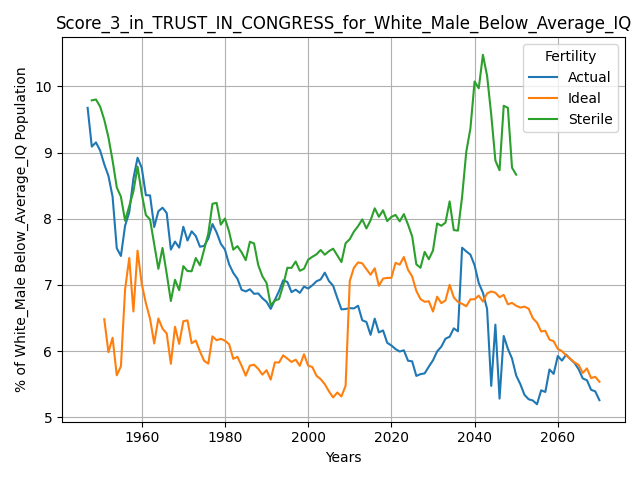 Score_3_in_TRUST_IN_CONGRESS_for_White_Male_Below_Average_IQ
% of White_Male Below_Average_IQ Population
10
9
8
7
6
5
Fertility
Actual
Ideal
Sterile
1960 1980 2000 2020 2040 2060
Years